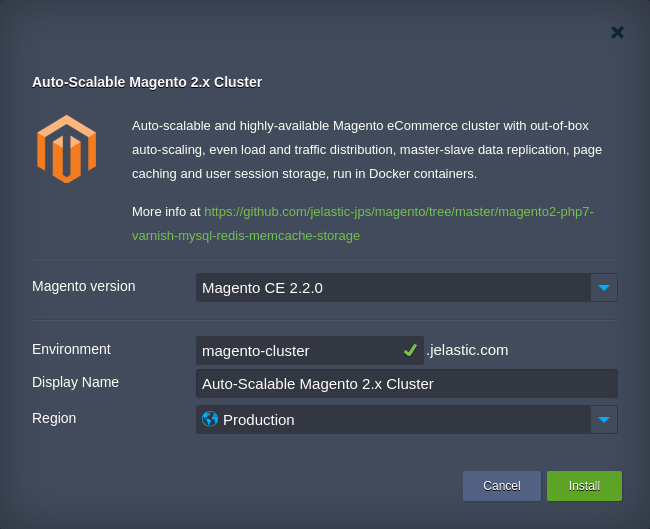 Auto-Scalable Magento 2.x Cluster
Auto-scalable and highly-available Magento eCommerce cluster with out-of-box
auto-scaling, even load and traffic distribution, master-slave data replication, page
caching and user session storage, run in Docker containers.
More info at https://github.com/jelastic-jps/magento/tree/master/magento2-php7-
varnish-mysql-redis-memcache-storage
Magento version Magento CE 2.2.0
Environment magento-cluster .jelastic.com
Display Name Auto-Scalable Magento 2.x Cluster
Region Production
Cancel Install